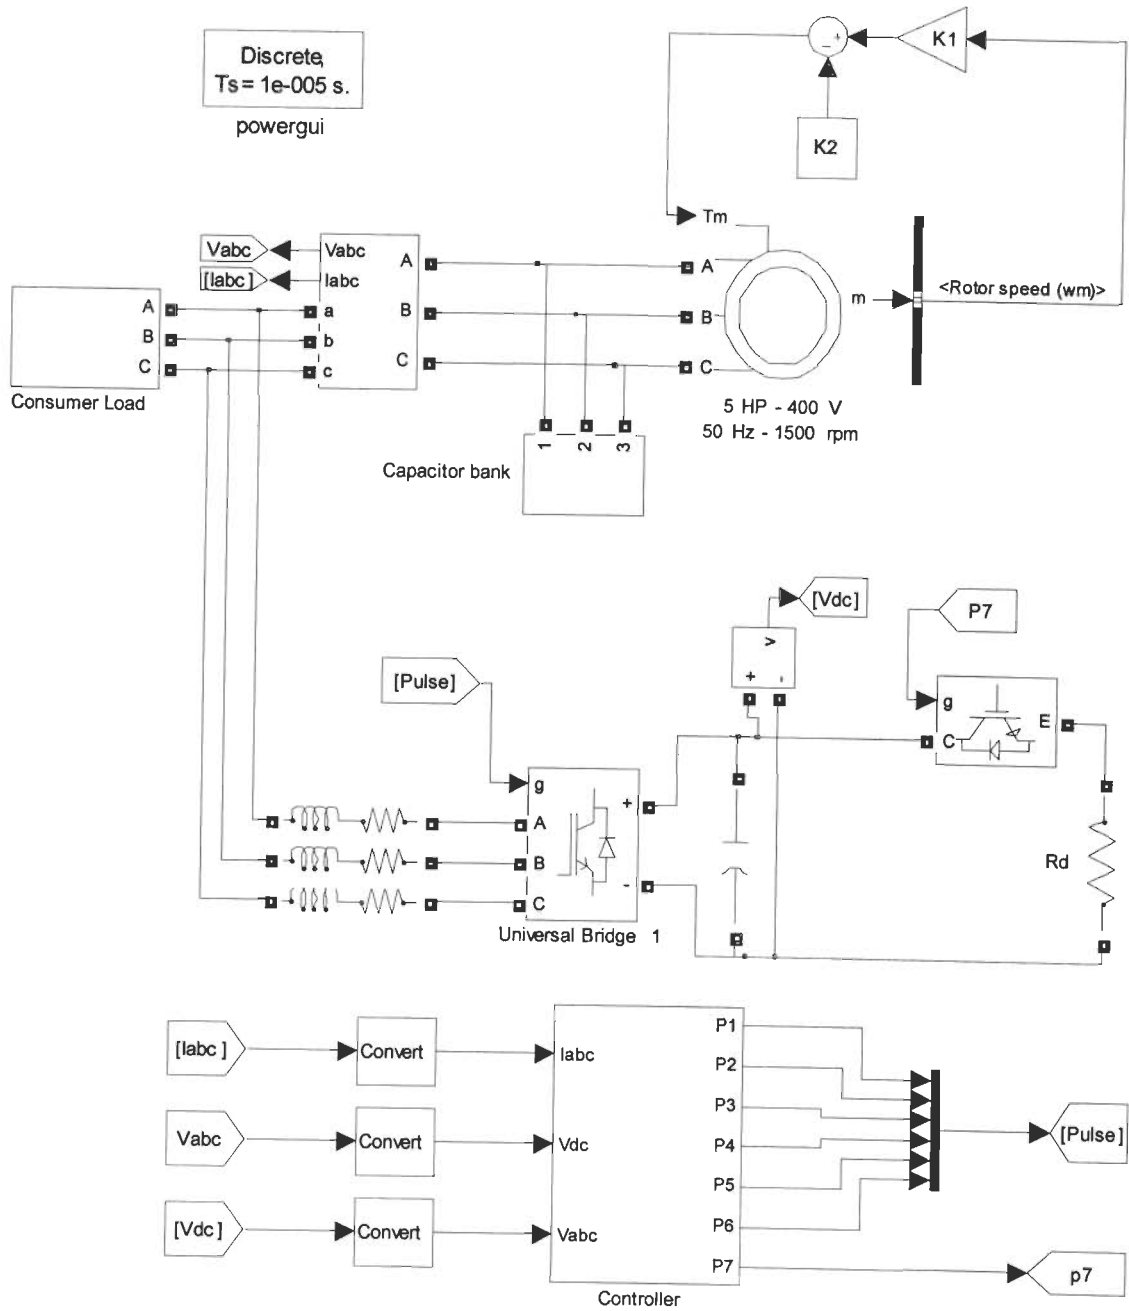 Discrete,
Ts= 1e-005 s.
powergui
K1
+
−
K2
Tm
Vabc
[Iabc]
Vabc
Iabc
A
a
B
b
C
c
A
B
C
Consumer Load
A
B
C
m
<Rotor speed (wm)>
5 HP - 400 V
50 Hz - 1500 rpm
1
2
3
Capacitor bank
[Vdc]
v
+
-
P7
g
C
E
[Pulse]
g
A
B
C
+
-
Universal Bridge 1
Rd
[Iabc]
Convert
Iabc
Vabc
Convert
Vdc
[Vdc]
Convert
Vabc
P1
P2
P3
P4
P5
P6
P7
[Pulse]
p7
Controller